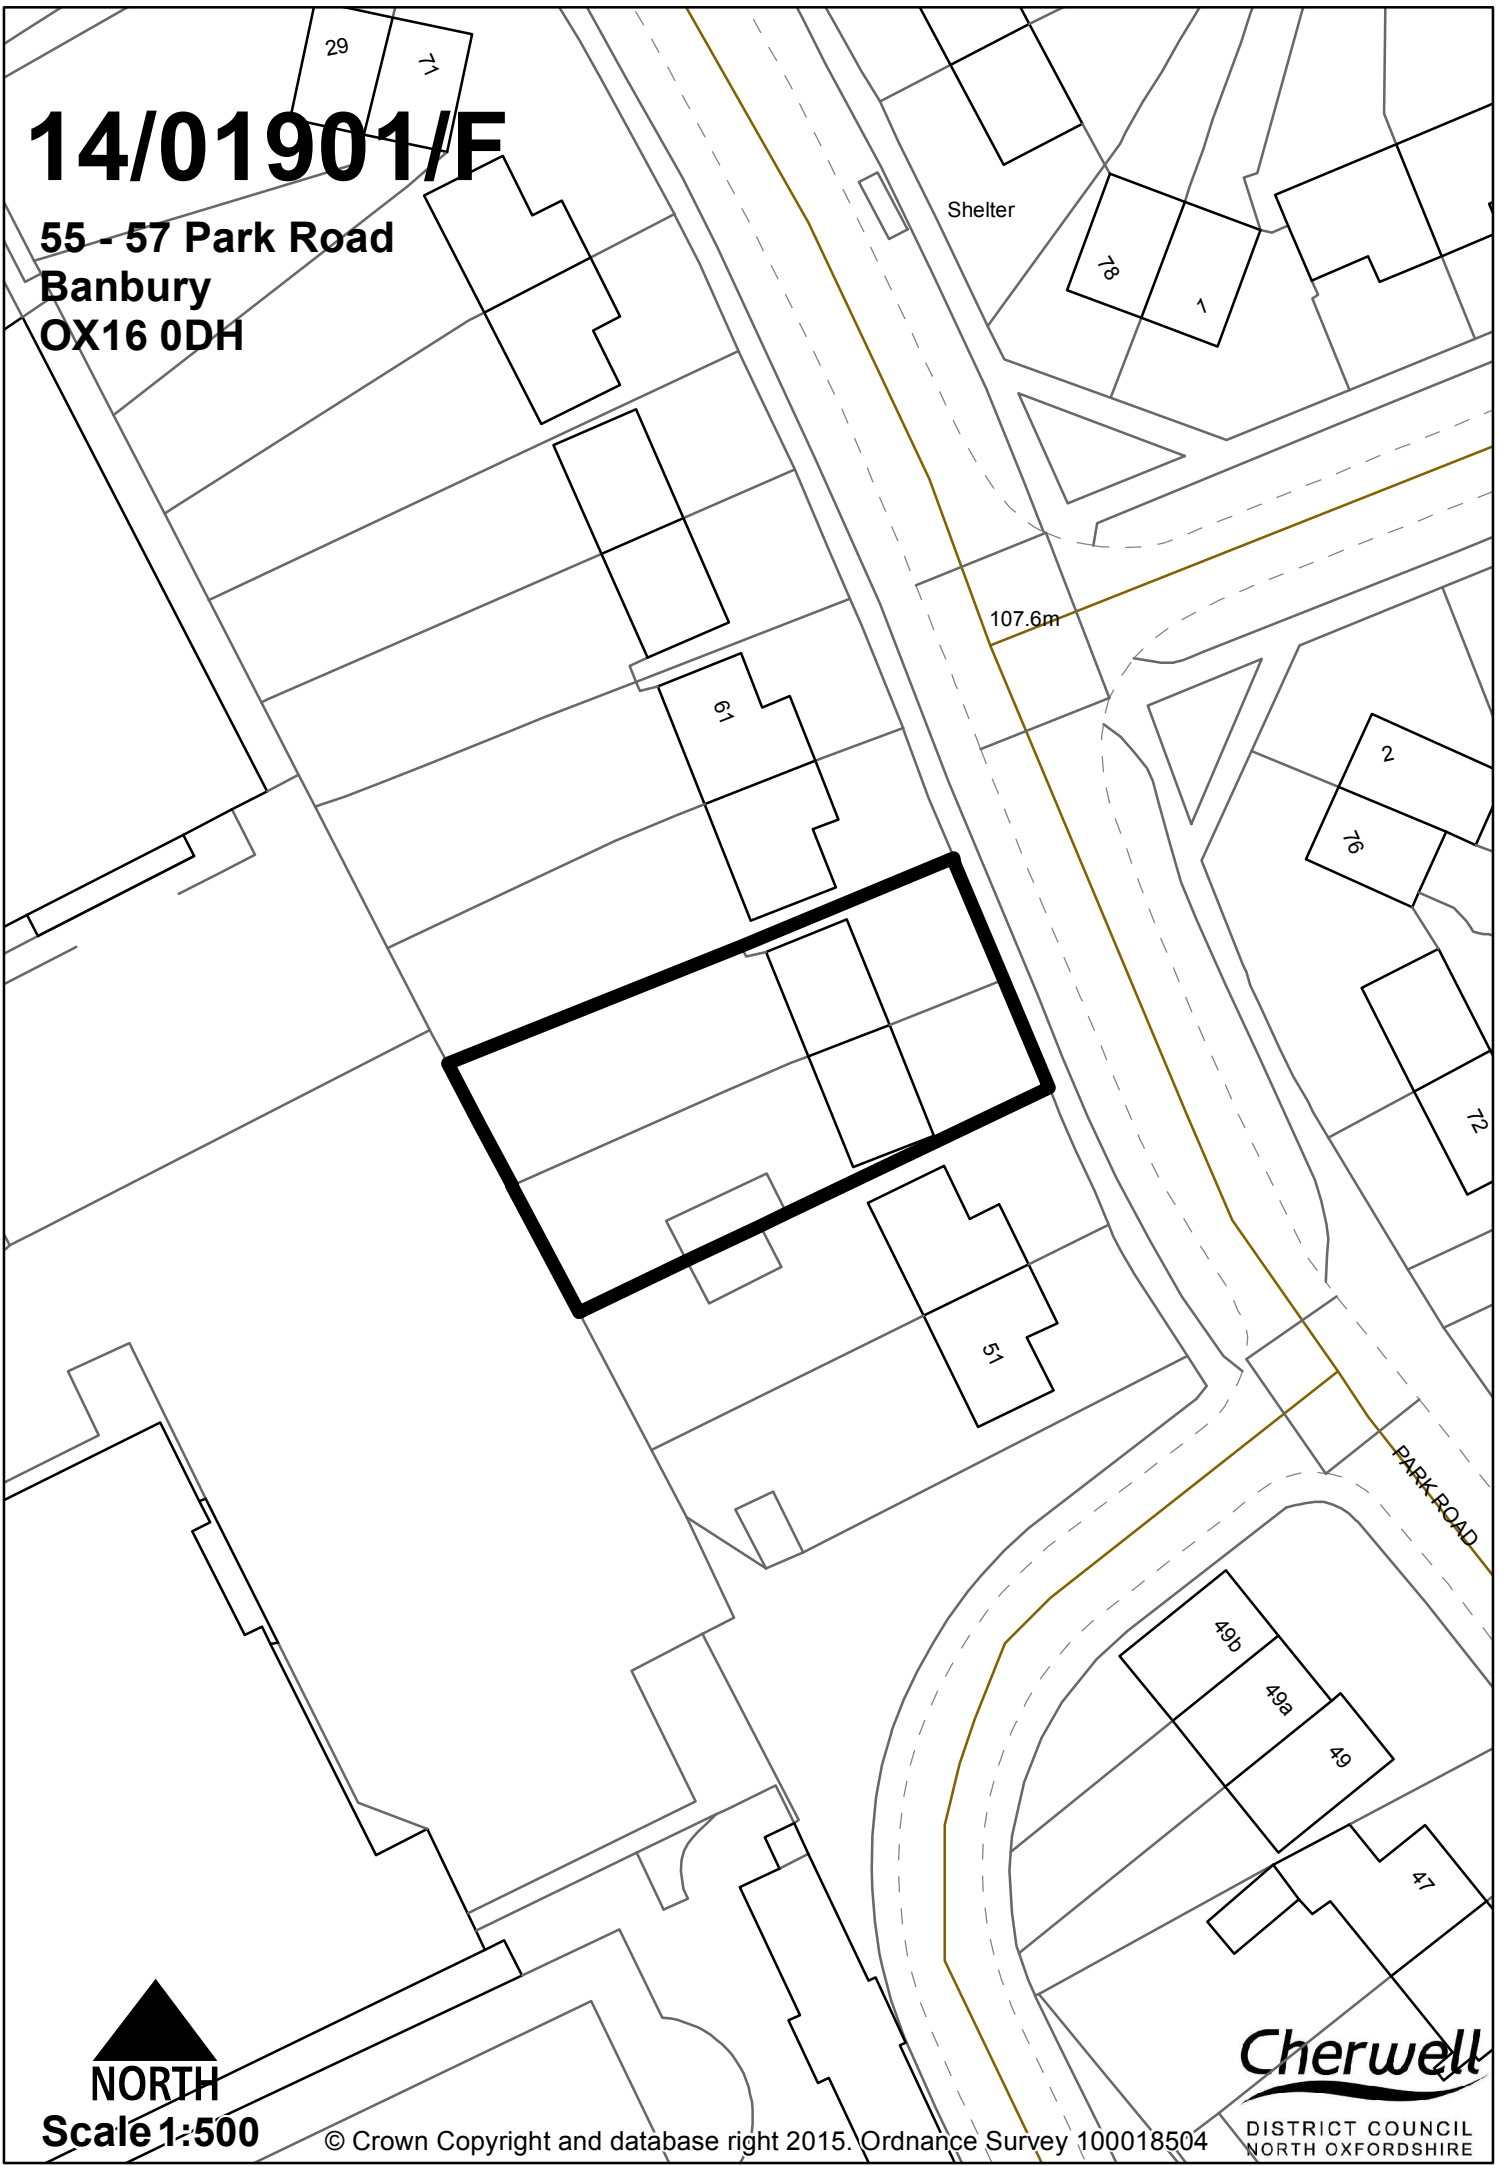 29
71
14/01901/F
55 - 57 Park Road
Banbury
OX16 0DH
Shelter
78
1
107.6m
61
2
76
72
51
PARK ROAD
49b
49a
49
47
NORTH
Scale 1:500
© Crown Copyright and database right 2015. Ordnance Survey 100018504
Cherwell
DISTRICT COUNCIL
NORTH OXFORDSHIRE